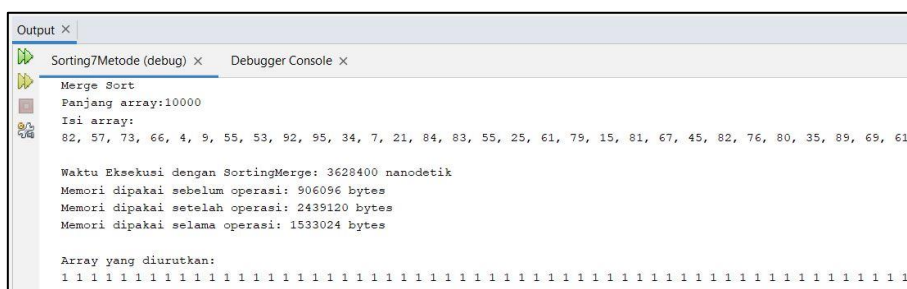 Output ×
Sorting7Metode (debug) × Debugger Console ×
Merge Sort
Panjang array:10000
Isi array:
82, 57, 73, 66, 4, 9, 55, 53, 92, 95, 34, 7, 21, 84, 83, 55, 25, 61, 79, 15, 81, 67, 45, 82, 76, 80, 35, 89, 69, 61
Waktu Eksekusi dengan SortingMerge: 3628400 nanodetik
Memori dipakai sebelum operasi: 906096 bytes
Memori dipakai setelah operasi: 2439120 bytes
Memori dipakai selama operasi: 1533024 bytes
Array yang diurutkan:
1 1 1 1 1 1 1 1 1 1 1 1 1 1 1 1 1 1 1 1 1 1 1 1 1 1 1 1 1 1 1 1 1 1 1 1 1 1 1 1 1 1 1 1 1 1 1 1 1 1 1 1 1 1 1 1 1 1